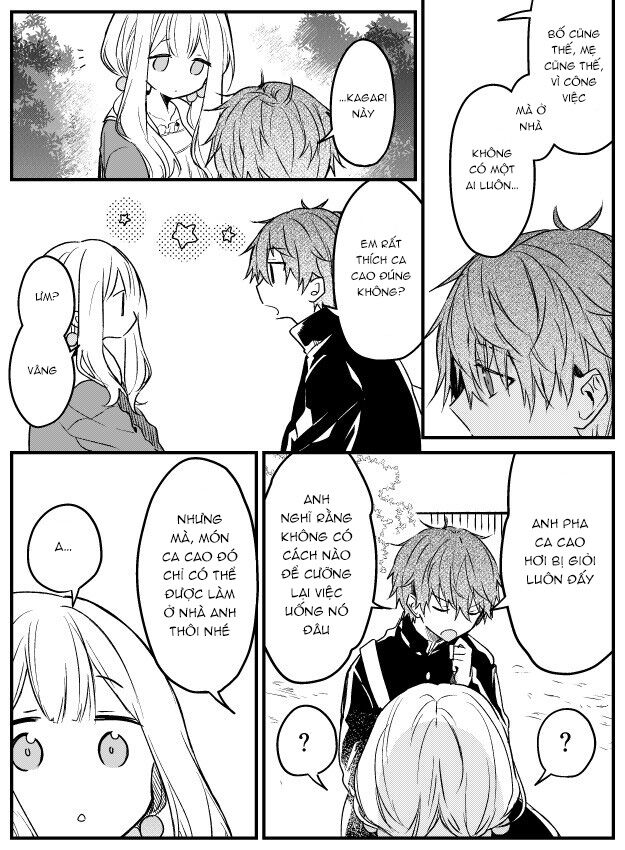 BỐ CŨNG
THẾ, MẸ
CŨNG THẾ,
VÌ CÔNG
VIỆC
MÀ Ở
NHÀ
KHÔNG
CÓ MỘT
AI LUÔN...
...KAGARI
NÀY
EM RẤT
THÍCH CA
CAO ĐÚNG
KHÔNG?
ƯM?
VÂNG
ANH PHA
CA CAO
HƠI BỊ GIỎI
LUÔN ĐẤY
ANH
NGHĨ RẰNG
KHÔNG CÓ
CÁCH NÀO
ĐỂ CƯỠNG
LẠI VIỆC
UỐNG NÓ
ĐÂU
?
?
NHƯNG
MÀ, MÓN
CA CAO ĐÓ
CHỈ CÓ THỂ
ĐƯỢC LÀM
Ở NHÀ ANH
THÔI NHÉ
A...